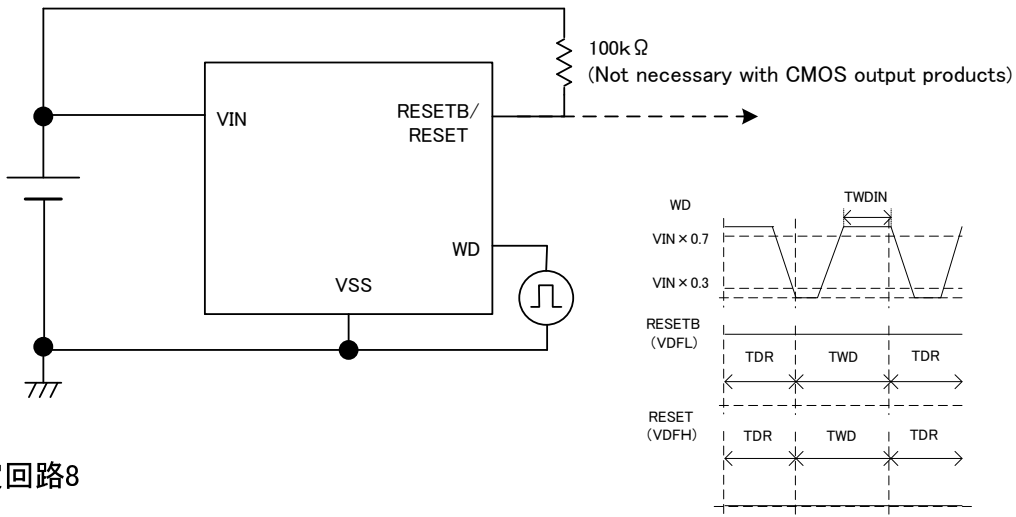 100kΩ
(Not necessary with CMOS output products)
VIN
RESETB/
RESET
WD
VSS
WD
TWDIN
VIN×0.7
VIN×0.3
RESETB
(VDFL)
TDR
TWD
TDR
RESET
(VDFH)
TDR
TWD
TDR
回路8